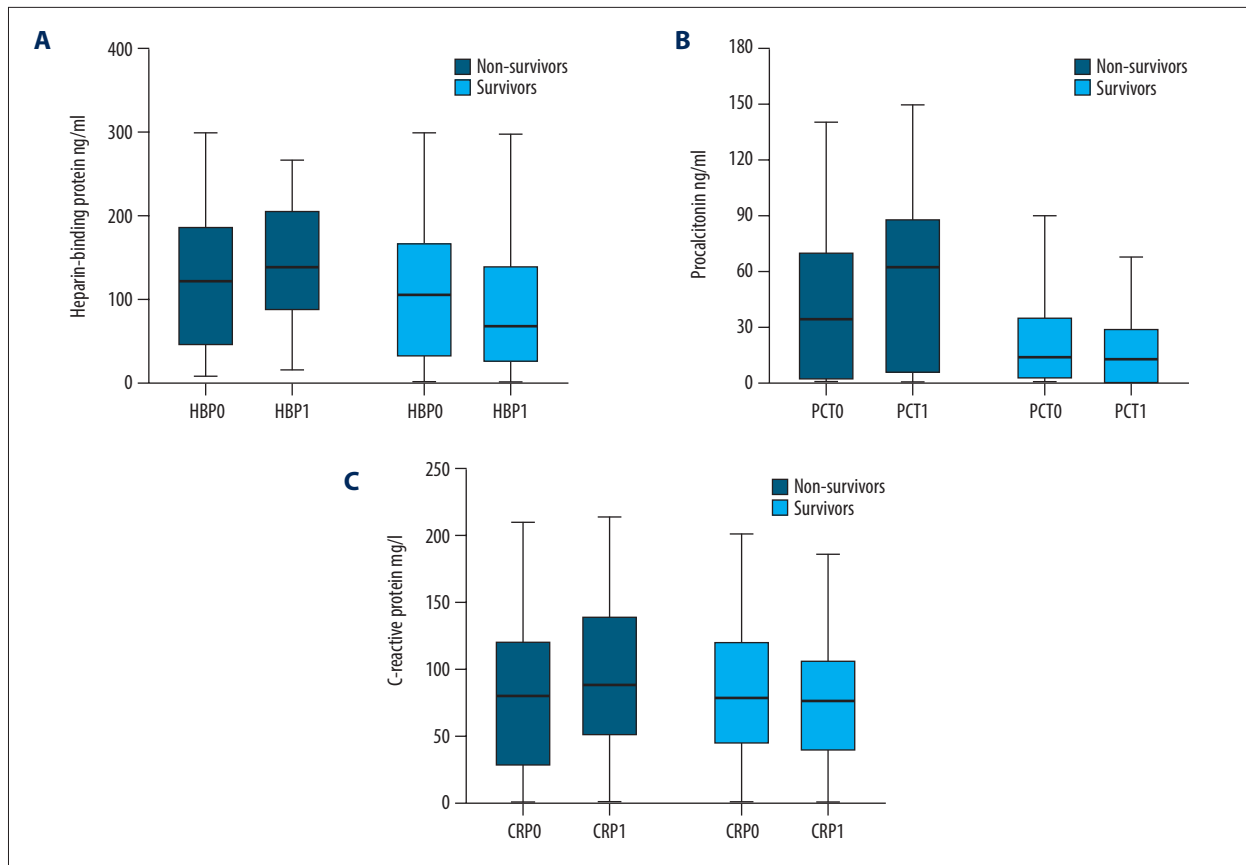 A
Heparin-binding protein ng/ml
400
300
200
100
0
Non-survivors
Survivors
HBP0 HBP1 HBP0 HBP1
B
Procalcitonin ng/ml
180
150
120
90
60
30
0
Non-survivors
Survivors
PCT0 PCT1 PCT0 PCT1
C
C-reactive protein mg/l
250
200
150
100
50
0
Non-survivors
Survivors
CRP0 CRP1 CRP0 CRP1